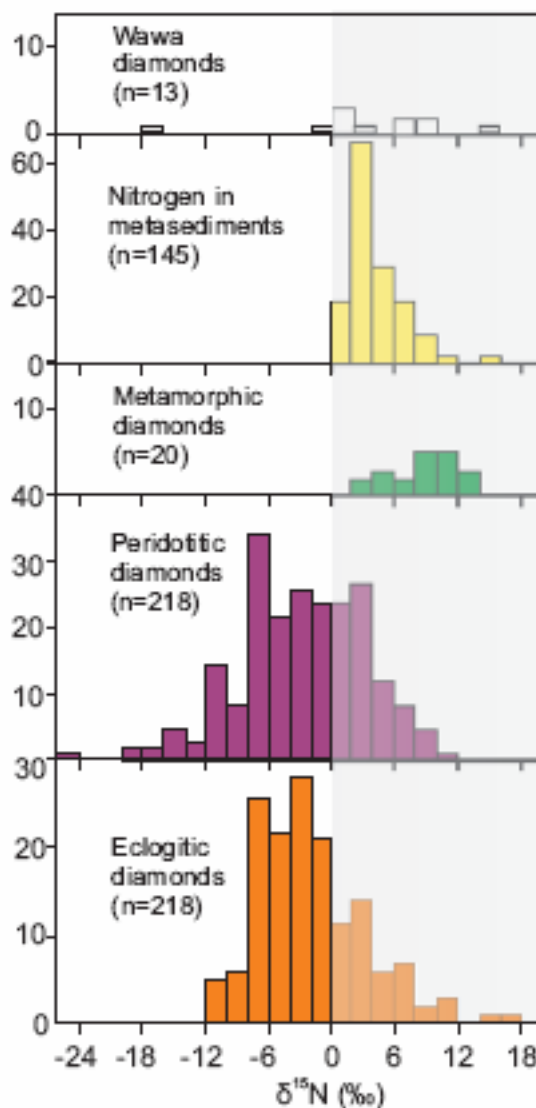 10
0
Wawa
diamonds
(n=13)
60
40
20
0
Nitrogen in
metasediments
(n=145)
10
40
Metamorphic
diamonds
(n=20)
30
20
10
30
Peridotitic
diamonds
(n=218)
20
10
0
Eclogitic
diamonds
(n=218)
-24 -18 -12 -6 0 6 12 18
δ¹⁵N (‰)